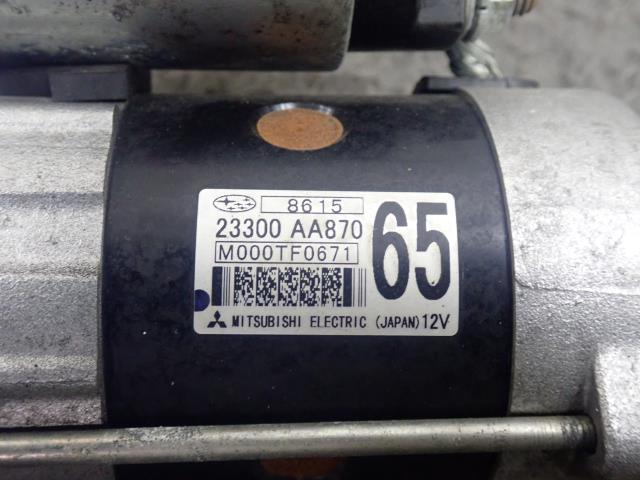 8615
23300 AA870
65
M000TF0671
MITSUBISHI ELECTRIC (JAPAN) 12V